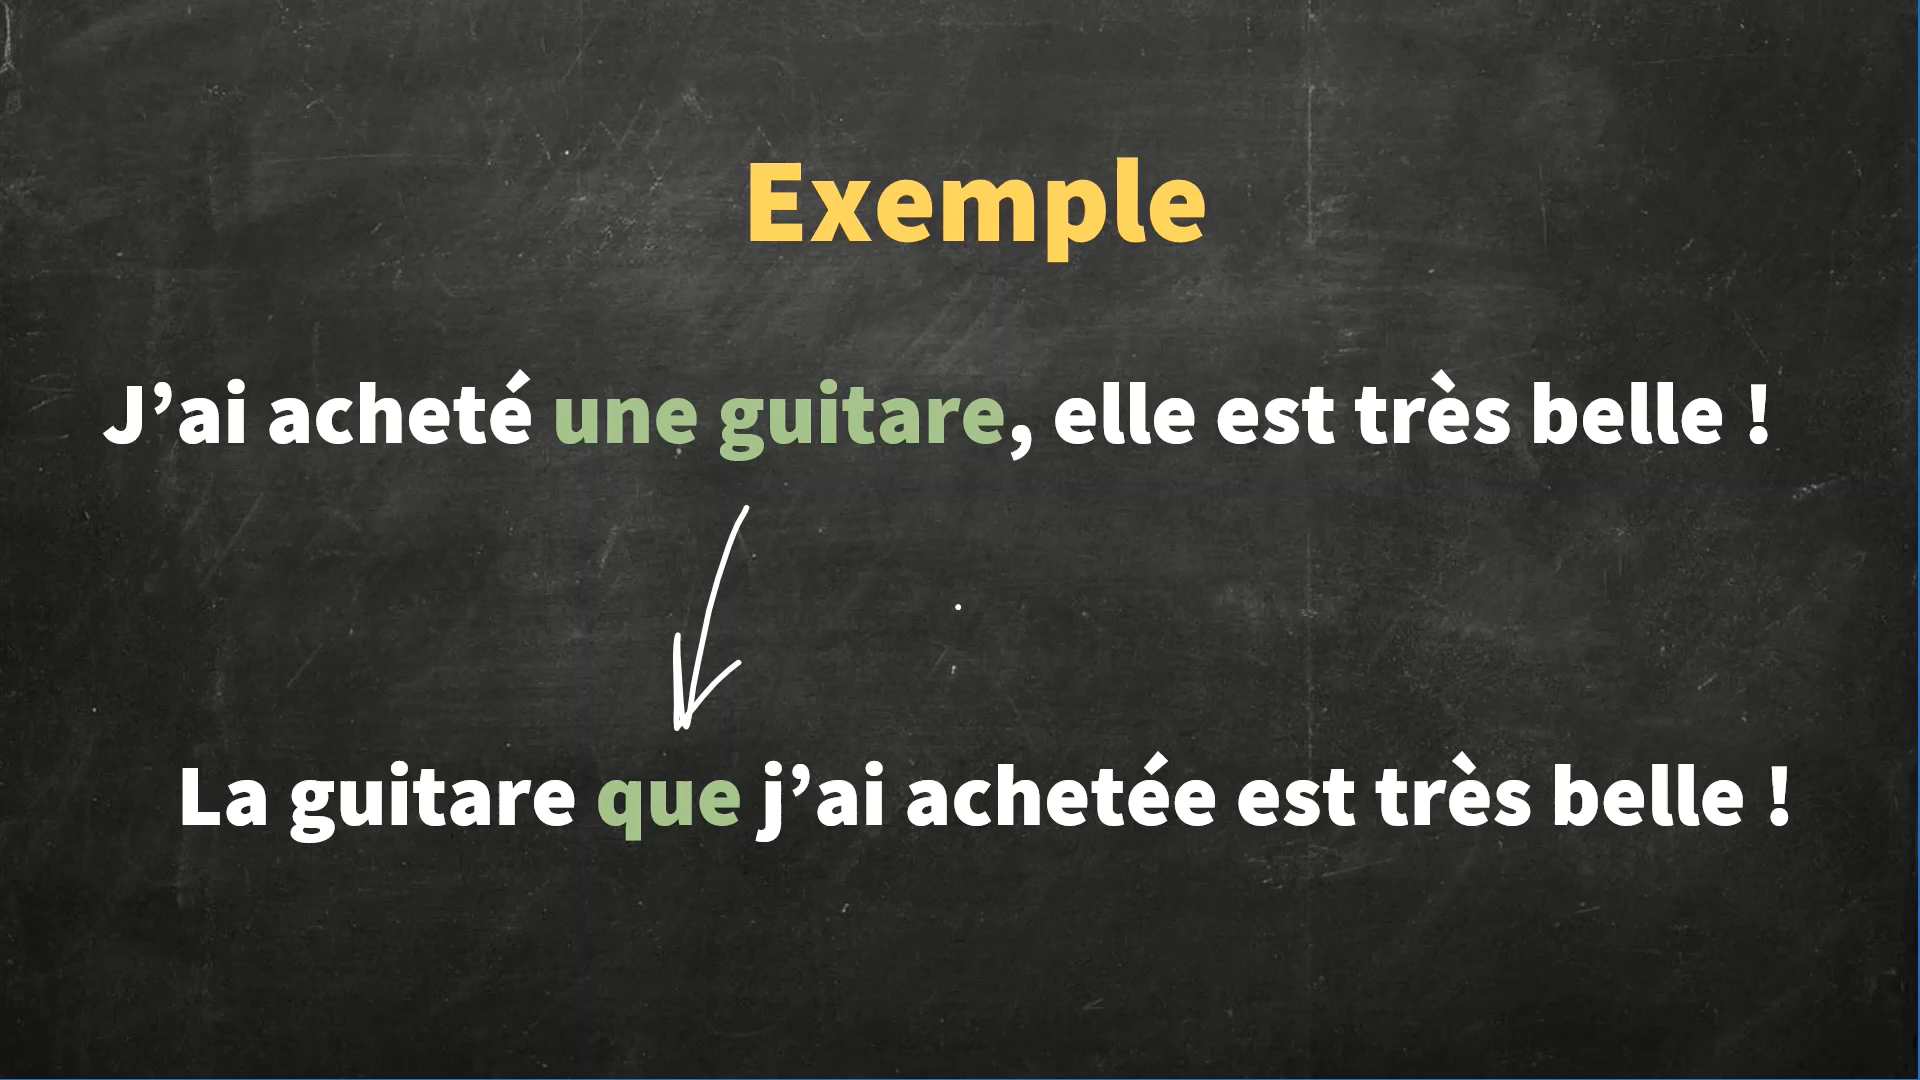 Exemple
J’ai acheté une guitare, elle est très belle !
La guitare que j’ai achetée est très belle !